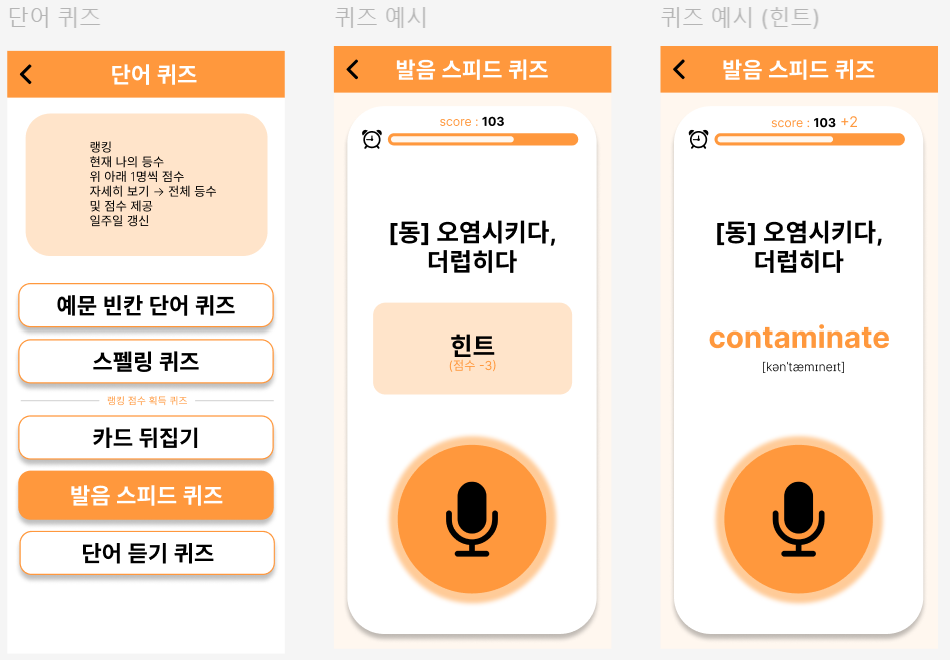 단어 퀴즈
단어 퀴즈
랭킹
현재 나의 등수
위 아래 1명씩 점수
자세히 보기 → 전체 등수
및 점수 제공
일주일 갱신
예문 빈칸 단어 퀴즈
스펠링 퀴즈
랭킹 점수 획득 퀴즈
카드 뒤집기
발음 스피드 퀴즈
단어 듣기 퀴즈
퀴즈 예시
발음 스피드 퀴즈
score : 103
[동] 오염시키다,
더럽히다
힌트
(점수 -3)
퀴즈 예시 (힌트)
발음 스피드 퀴즈
score : 103 +2
[동] 오염시키다,
더럽히다
contaminate
[kən'tæmɪneɪt]